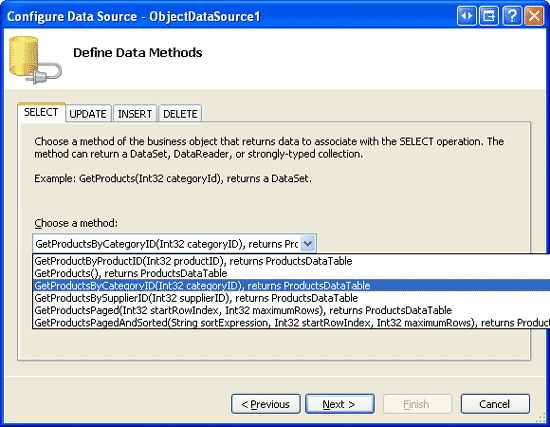 Configure Data Source - ObjectDataSource1
Define Data Methods
SELECT UPDATE INSERT DELETE
Choose a method of the business object that returns data to associate with the SELECT operation. The
method can return a DataSet, DataReader, or strongly-typed collection.
Example: GetProducts(Int32 categoryId), returns a DataSet.
Choose a method:
GetProductsByCategoryID(Int32 categoryID), returns Pro
GetProductByProductID(Int32 productID), returns ProductsDataTable
GetProducts(), returns ProductsDataTable
GetProductsByCategoryID(Int32 categoryID), returns ProductsDataTable
GetProductsBySupplierID(Int32 supplierID), returns ProductsDataTable
GetProductsPaged(Int32 startRowIndex, Int32 maximumRows), returns ProductsDataTable
GetProductsPagedAndSorted(String sortExpression, Int32 startRowIndex, Int32 maximumRows), returns Product
< Previous Next > Finish Cancel